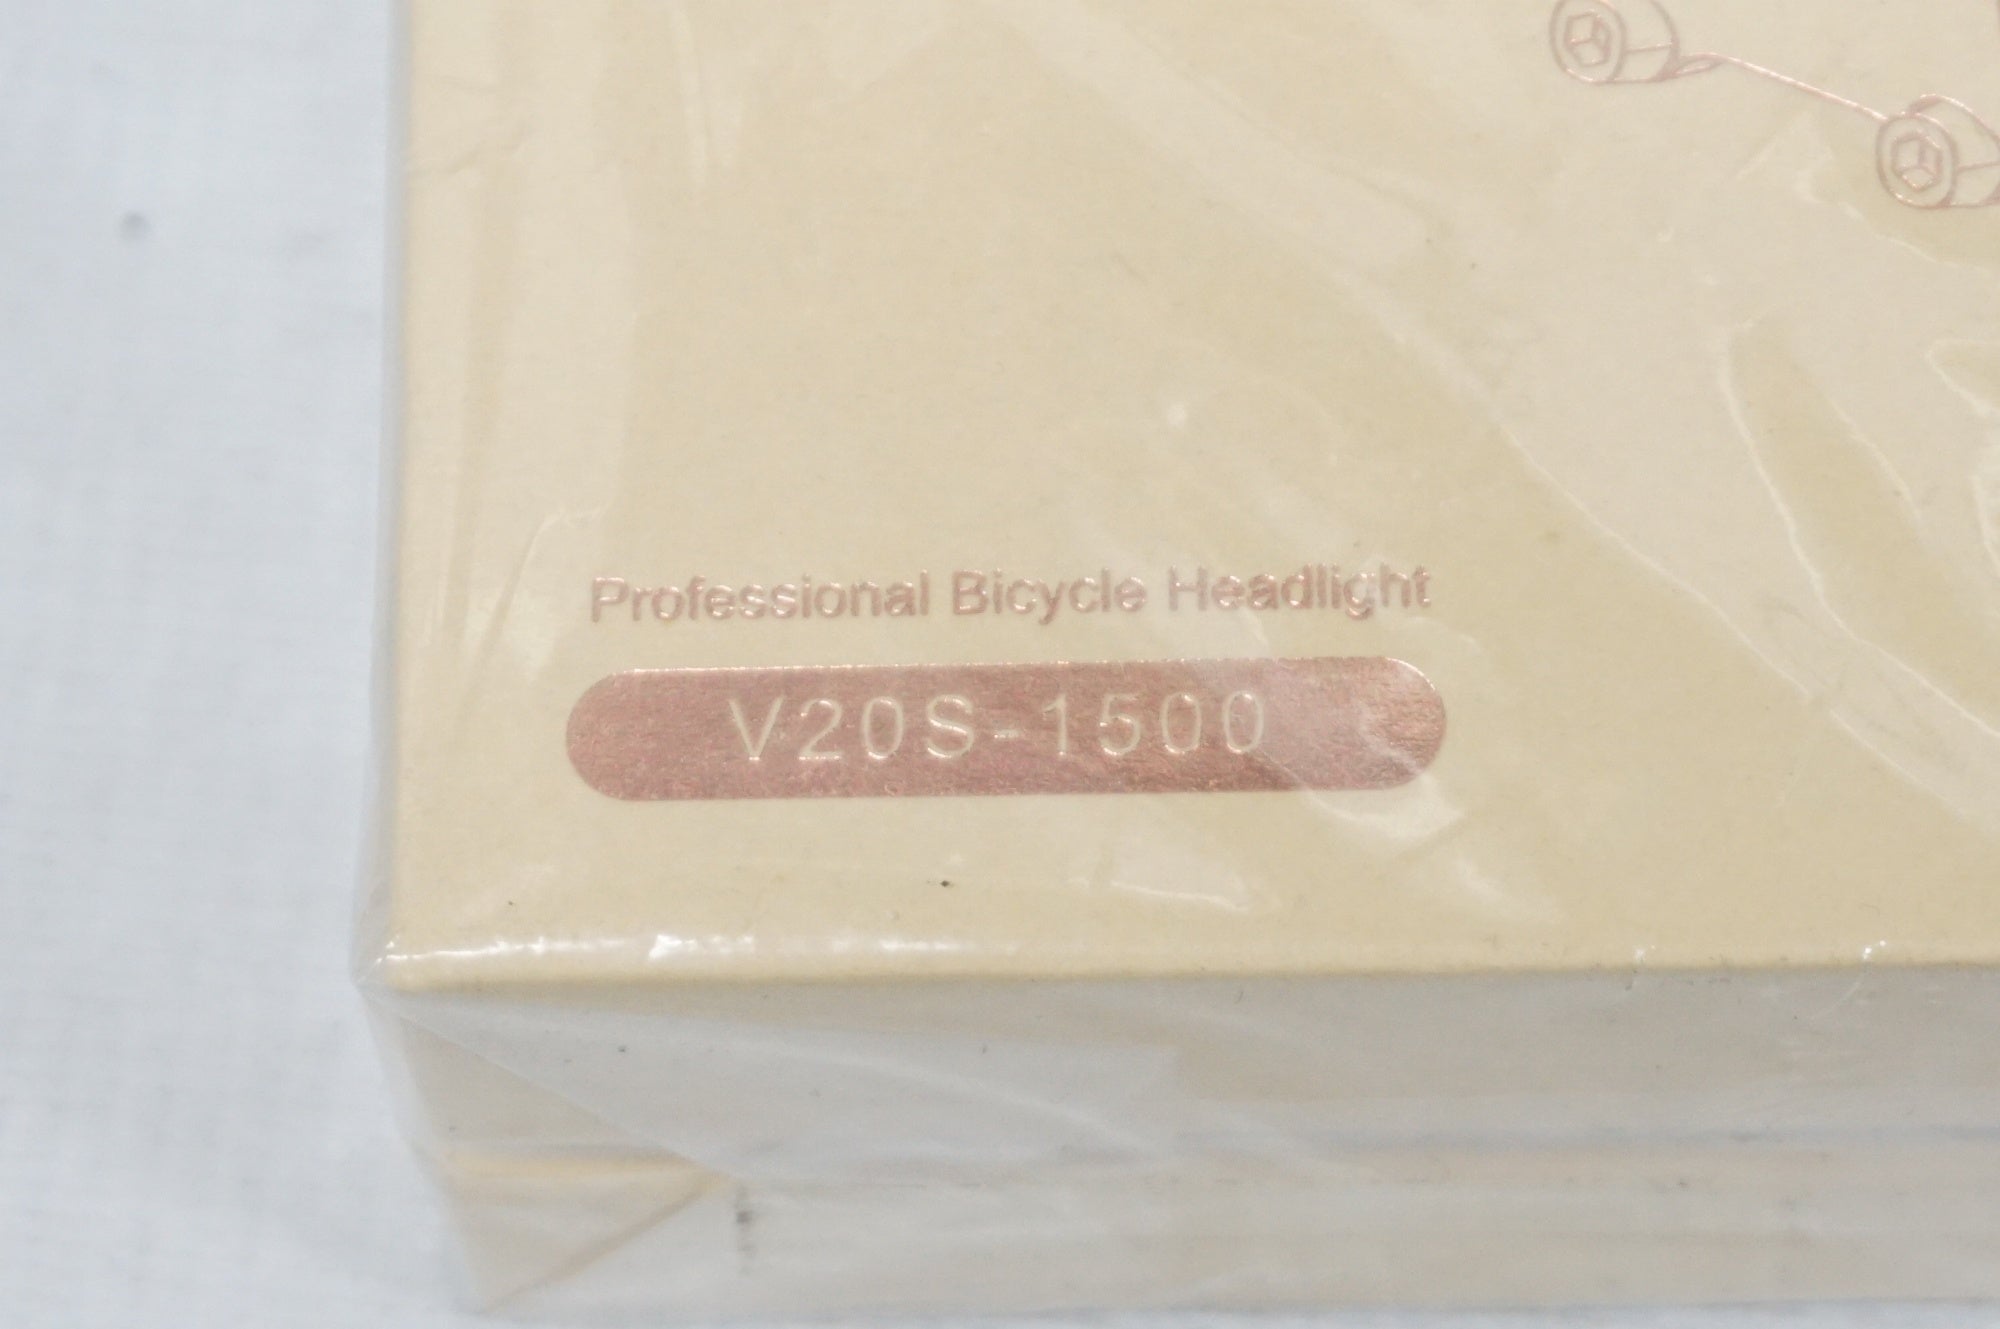 Professional Bicycle Headlight
V20S-1500